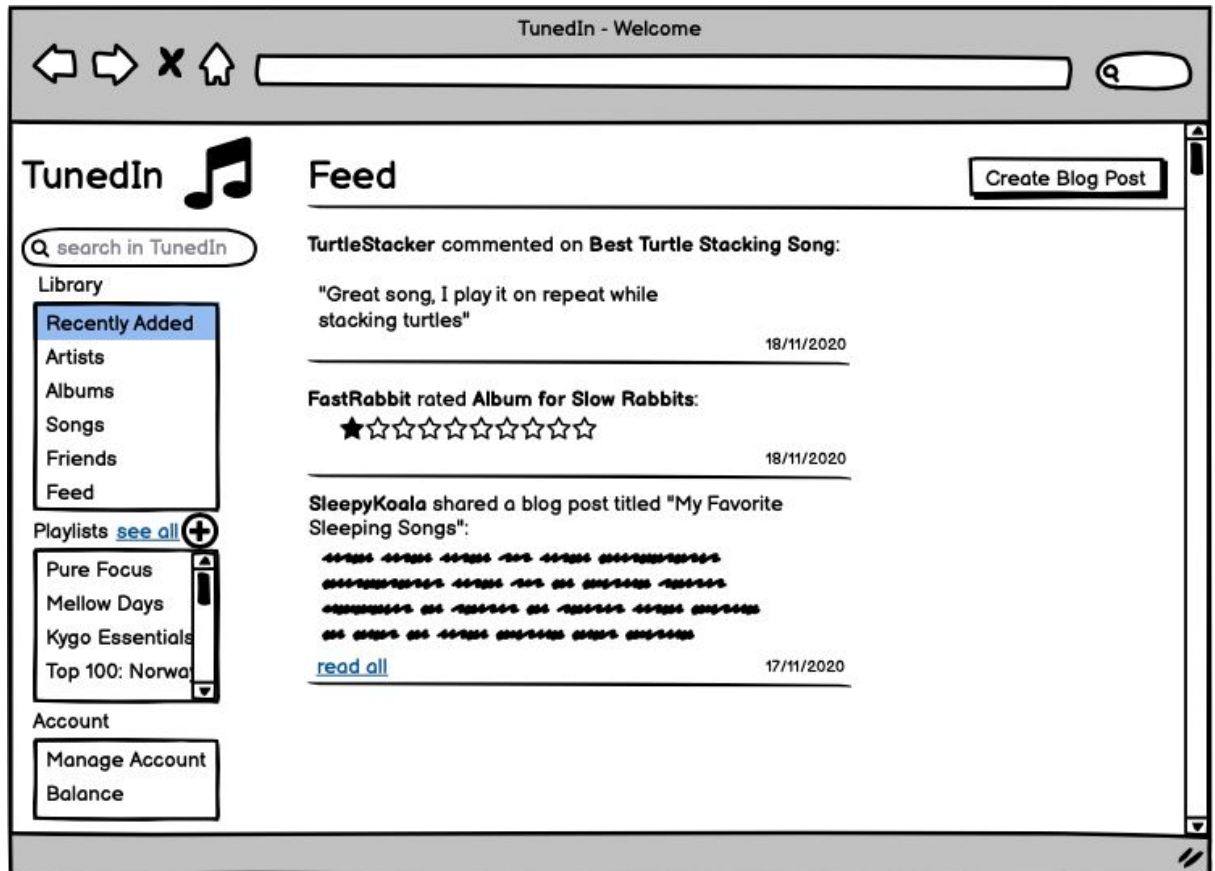 TunedIn - Welcome
TunedIn
Feed
Create Blog Post
search in TunedIn
Library
Recently Added
Artists
Albums
Songs
Friends
Feed
Playlists see all
Pure Focus
Mellow Days
Kygo Essentials
Top 100: Norway
Account
Manage Account
Balance
TurtleStacker commented on Best Turtle Stacking Song:
"Great song, I play it on repeat while
stacking turtles"
18/11/2020
FastRabbit rated Album for Slow Rabbits:
18/11/2020
SleepyKoala shared a blog post titled "My Favorite
Sleeping Songs":
read all
17/11/2020